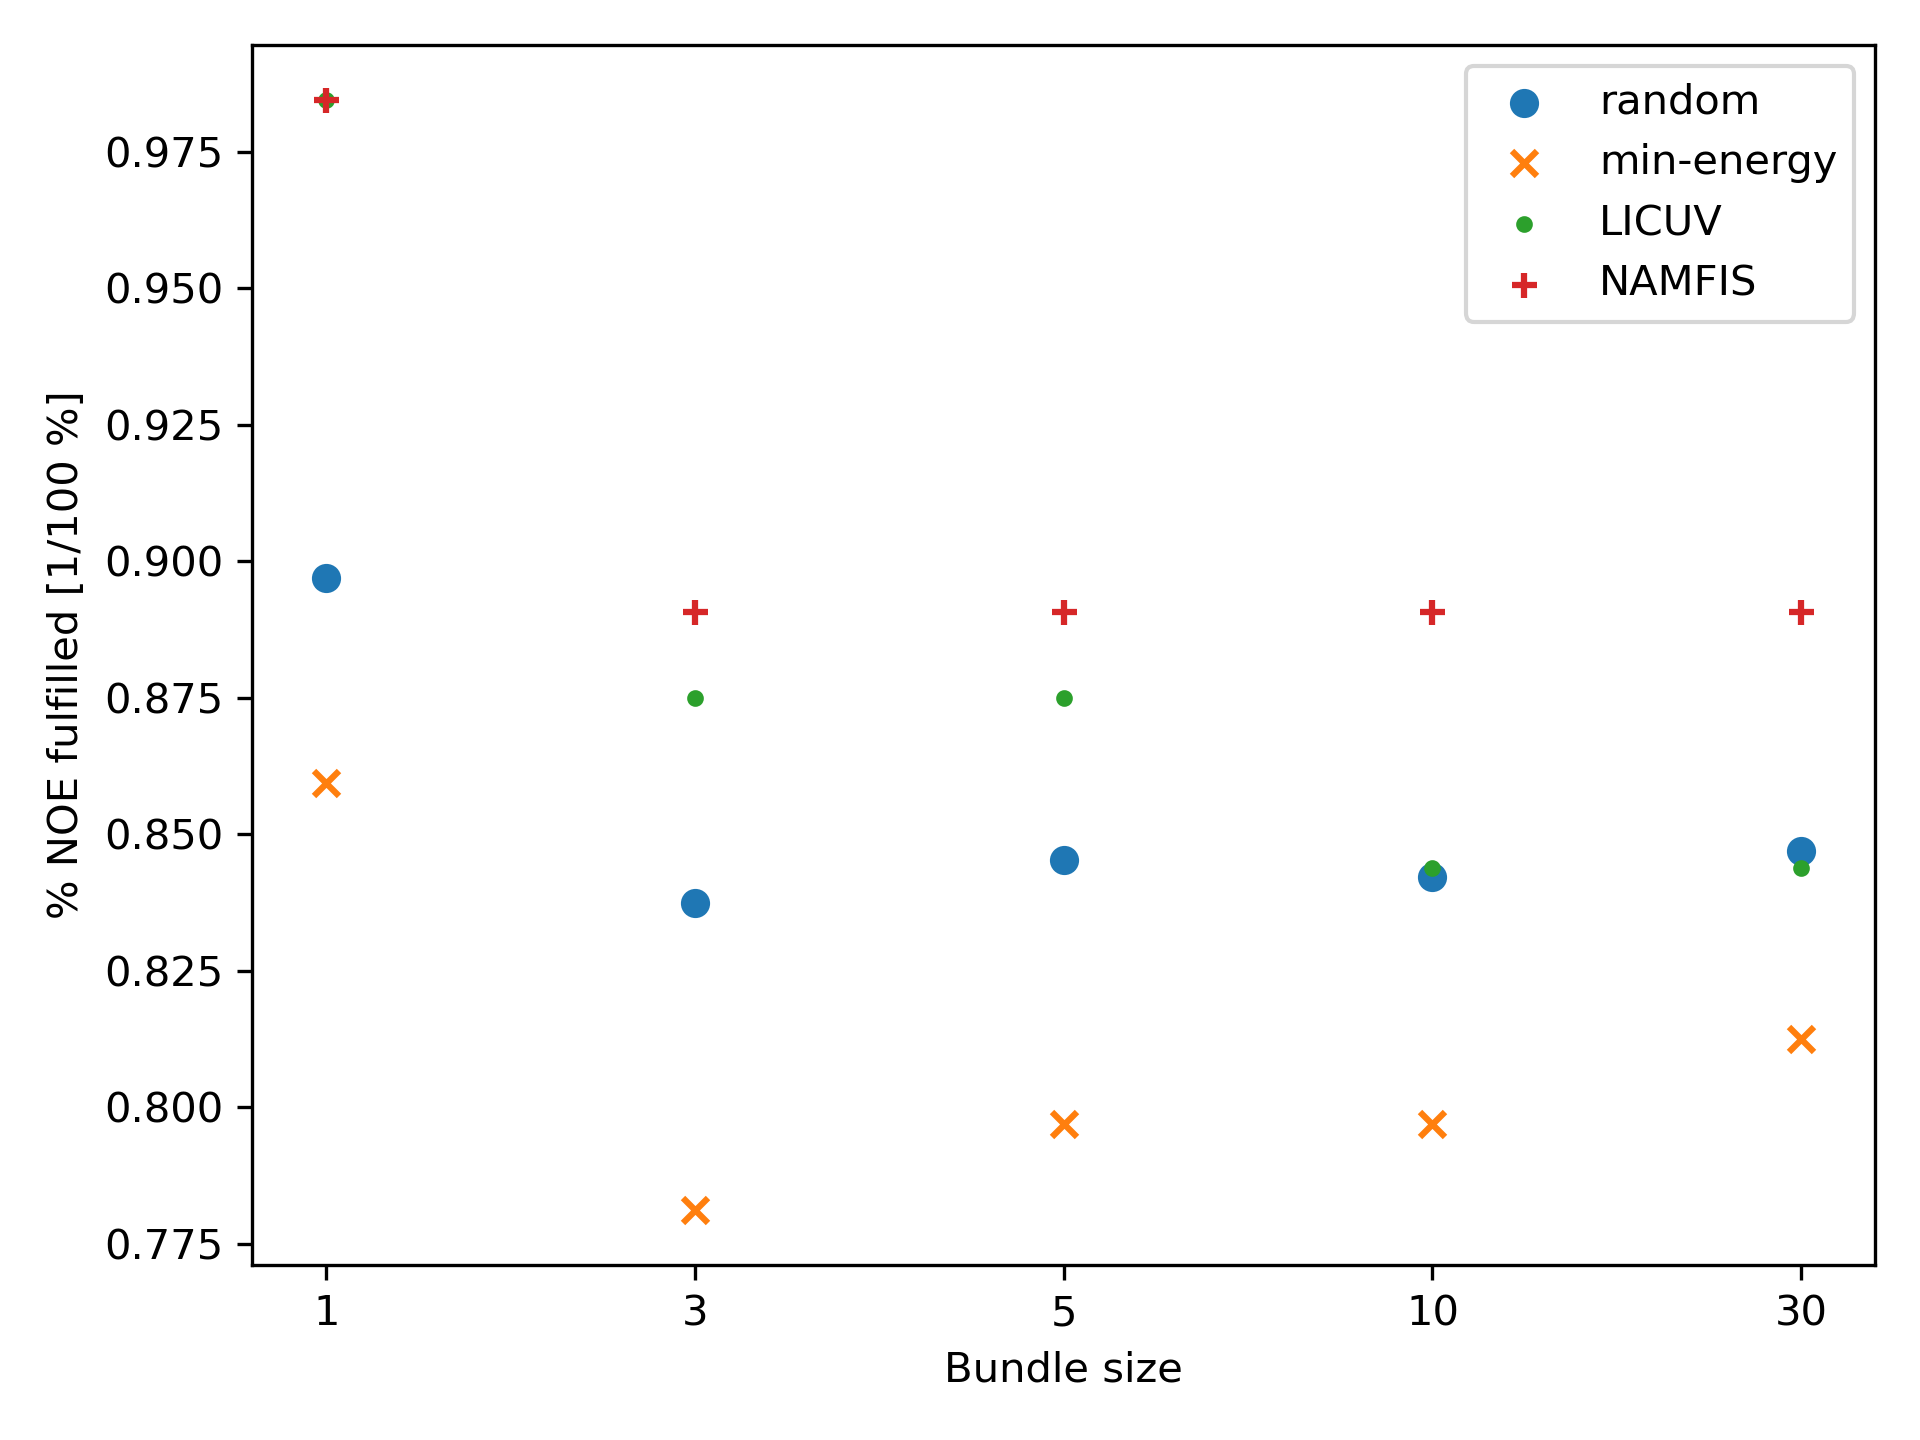 random
min-energy
LICUV
NAMFIS
% NOE fulfilled [1/100 %]
0.975
0.950
0.925
0.900
0.875
0.850
0.825
0.800
0.775
1 3 5 10 30
Bundle size